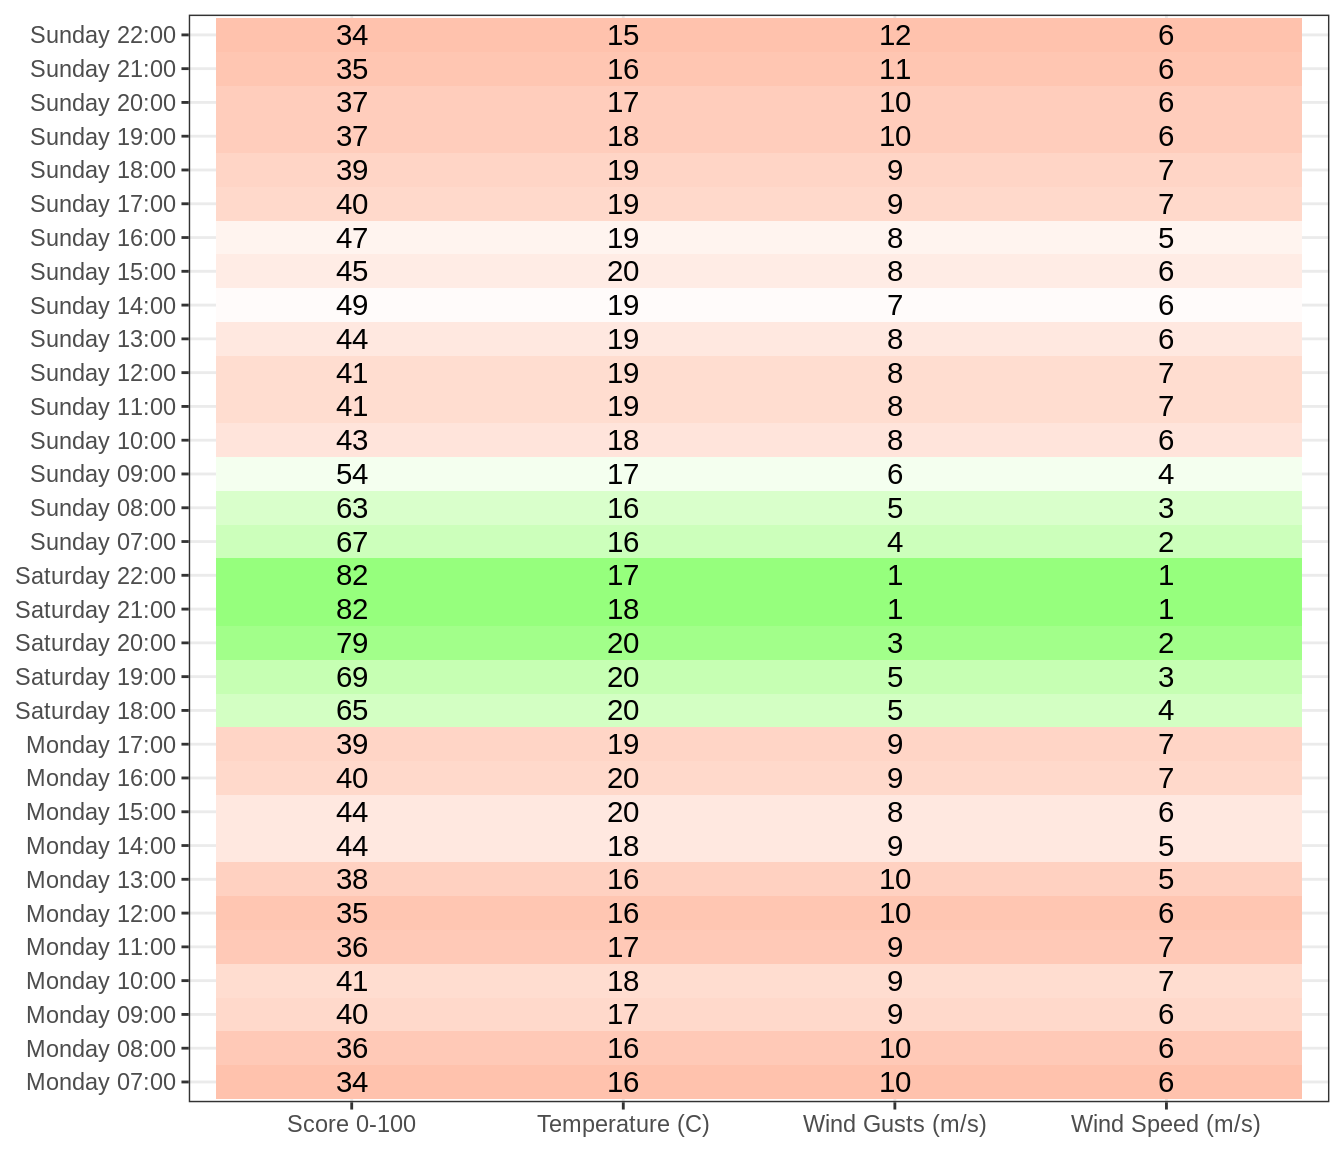 Sunday 22:00 34 15 12 6
Sunday 21:00 35 16 11 6
Sunday 20:00 37 17 10 6
Sunday 19:00 37 18 10 6
Sunday 18:00 39 19 9 7
Sunday 17:00 40 19 9 7
Sunday 16:00 47 19 8 5
Sunday 15:00 45 20 8 6
Sunday 14:00 49 19 7 6
Sunday 13:00 44 19 8 6
Sunday 12:00 41 19 8 7
Sunday 11:00 41 19 8 7
Sunday 10:00 43 18 8 6
Sunday 09:00 54 17 6 4
Sunday 08:00 63 16 5 3
Sunday 07:00 67 16 4 2
Saturday 22:00 82 17 1 1
Saturday 21:00 82 18 1 1
Saturday 20:00 79 20 3 2
Saturday 19:00 69 20 5 3
Saturday 18:00 65 20 5 4
Monday 17:00 39 19 9 7
Monday 16:00 40 20 9 7
Monday 15:00 44 20 8 6
Monday 14:00 44 18 9 5
Monday 13:00 38 16 10 5
Monday 12:00 35 16 10 6
Monday 11:00 36 17 9 7
Monday 10:00 41 18 9 7
Monday 09:00 40 17 9 6
Monday 08:00 36 16 10 6
Monday 07:00 34 16 10 6
Score 0-100 Temperature (C) Wind Gusts (m/s) Wind Speed (m/s)